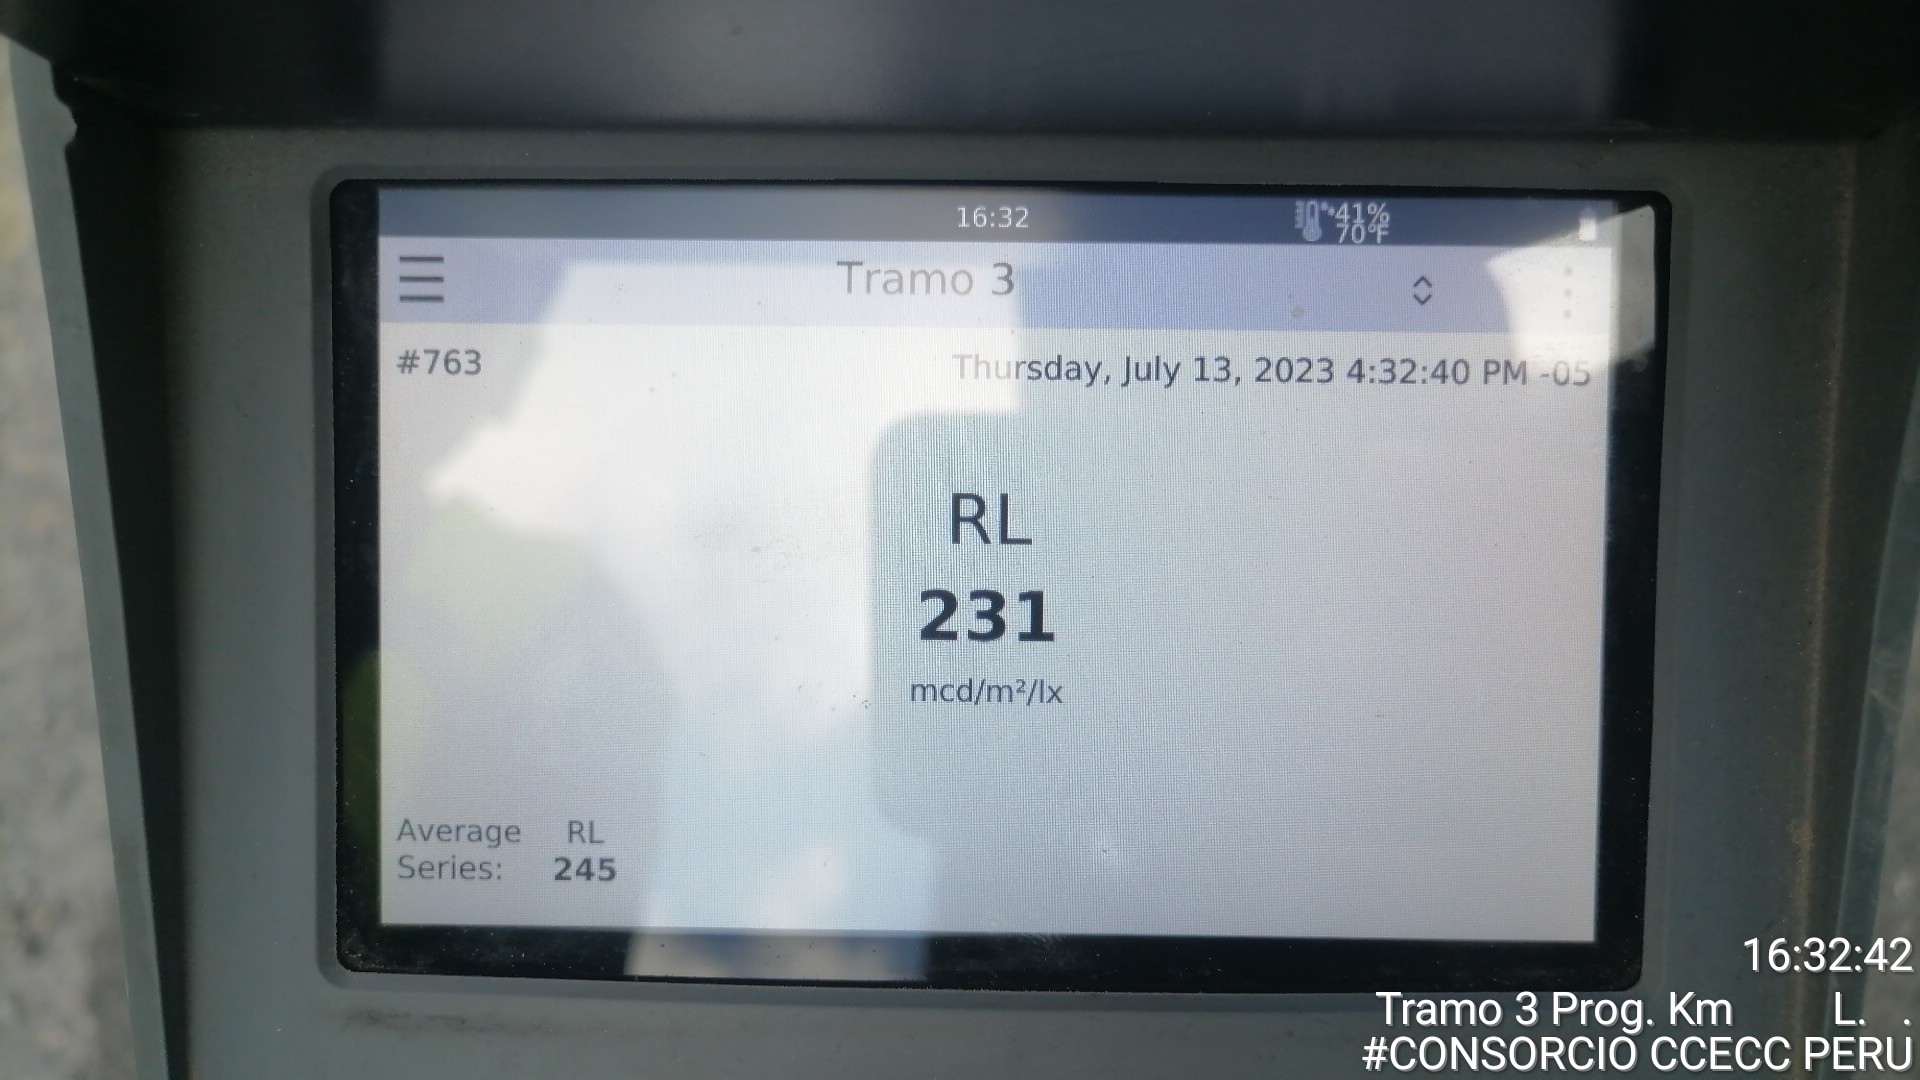 16:32
41%
70°F
Tramo 3
#763
Thursday, July 13, 2023 4:32:40 PM -05
RL
231
mcd/m²/lx
Average RL
Series: 245
16:32:42
Tramo 3 Prog. Km L. .
#CONSORCIO CCECC PERU